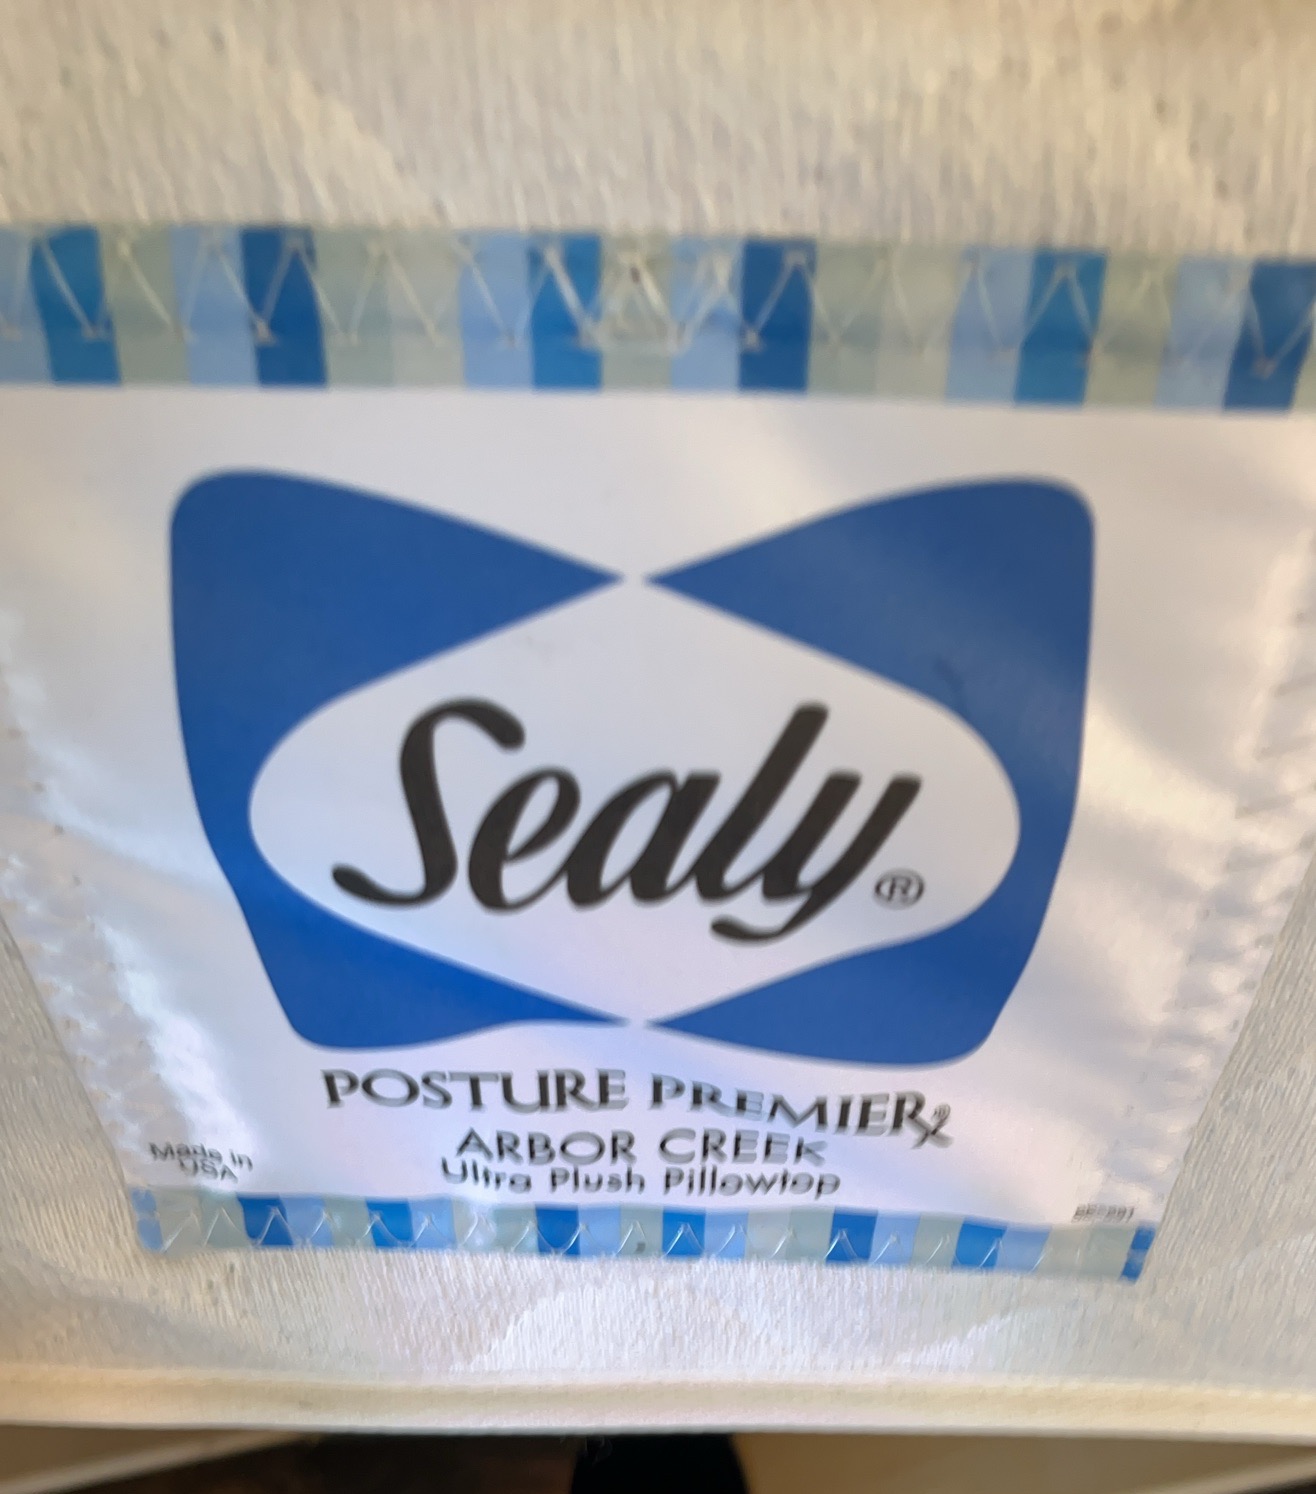 Sealy®
POSTURE PREMIER℞
ARBOR CREEK
Ultra Plush Pillowtop
Made in
USA